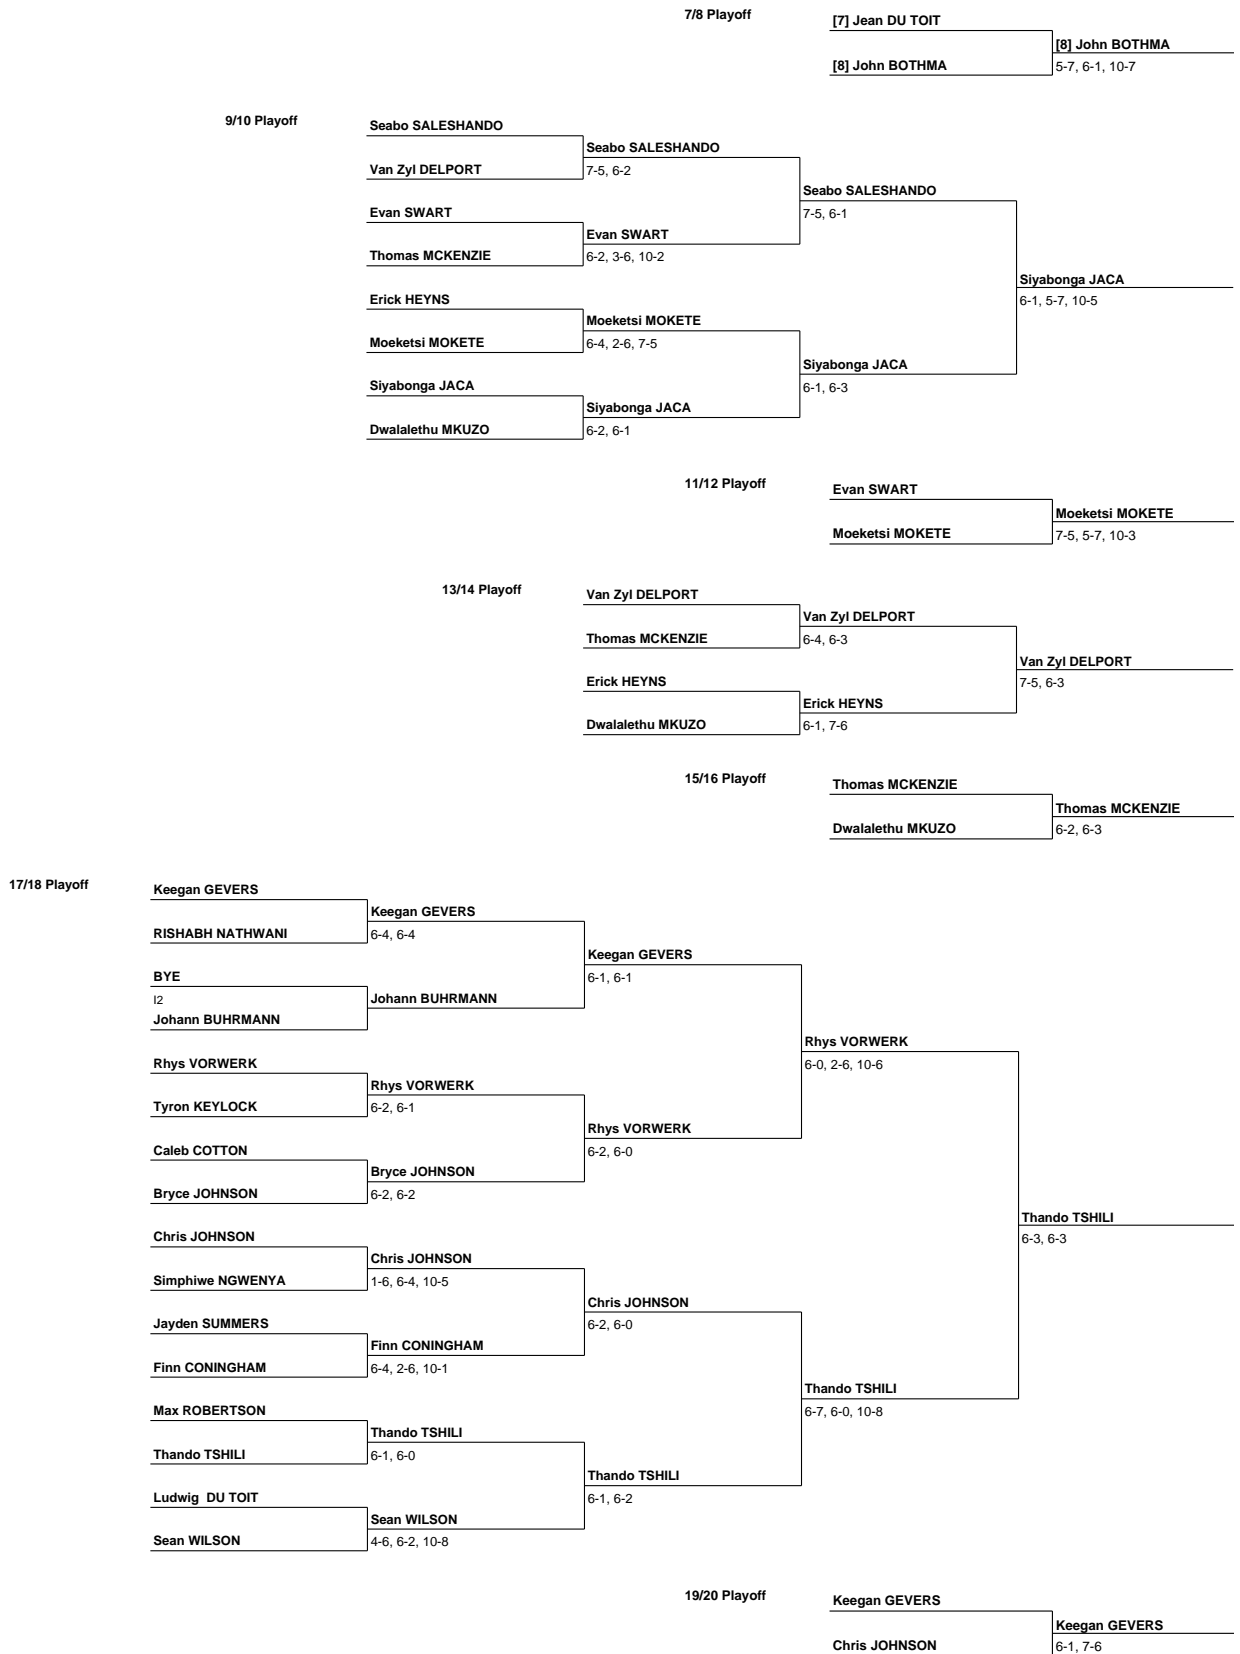 7/8 Playoff
[7] Jean DU TOIT
[8] John BOTHMA
[8] John BOTHMA
5-7, 6-1, 10-7
9/10 Playoff
Seabo SALESHANDO
Seabo SALESHANDO
Van Zyl DELPORT
7-5, 6-2
Seabo SALESHANDO
Evan SWART
7-5, 6-1
Evan SWART
Thomas MCKENZIE
6-2, 3-6, 10-2
Siyabonga JACA
Erick HEYNS
6-1, 5-7, 10-5
Moeketsi MOKETE
Moeketsi MOKETE
6-4, 2-6, 7-5
Siyabonga JACA
Siyabonga JACA
6-1, 6-3
Siyabonga JACA
Dwalalethu MKUZO
6-2, 6-1
11/12 Playoff
Evan SWART
Moeketsi MOKETE
Moeketsi MOKETE
7-5, 5-7, 10-3
13/14 Playoff
Van Zyl DELPORT
Van Zyl DELPORT
Thomas MCKENZIE
6-4, 6-3
Van Zyl DELPORT
Erick HEYNS
7-5, 6-3
Erick HEYNS
Dwalalethu MKUZO
6-1, 7-6
15/16 Playoff
Thomas MCKENZIE
Thomas MCKENZIE
Dwalalethu MKUZO
6-2, 6-3
17/18 Playoff
Keegan GEVERS
Keegan GEVERS
RISHABH NATHWANI
6-4, 6-4
Keegan GEVERS
BYE
6-1, 6-1
I2
Johann BUHRMANN
Johann BUHRMANN
Rhys VORWERK
Rhys VORWERK
6-0, 2-6, 10-6
Rhys VORWERK
Tyron KEYLOCK
6-2, 6-1
Rhys VORWERK
Caleb COTTON
6-2, 6-0
Bryce JOHNSON
Bryce JOHNSON
6-2, 6-2
Thando TSHILI
Chris JOHNSON
6-3, 6-3
Chris JOHNSON
Simphiwe NGWENYA
1-6, 6-4, 10-5
Chris JOHNSON
Jayden SUMMERS
6-2, 6-0
Finn CONINGHAM
Finn CONINGHAM
6-4, 2-6, 10-1
Thando TSHILI
Max ROBERTSON
6-7, 6-0, 10-8
Thando TSHILI
Thando TSHILI
6-1, 6-0
Thando TSHILI
Ludwig DU TOIT
6-1, 6-2
Sean WILSON
Sean WILSON
4-6, 6-2, 10-8
19/20 Playoff
Keegan GEVERS
Keegan GEVERS
Chris JOHNSON
6-1, 7-6